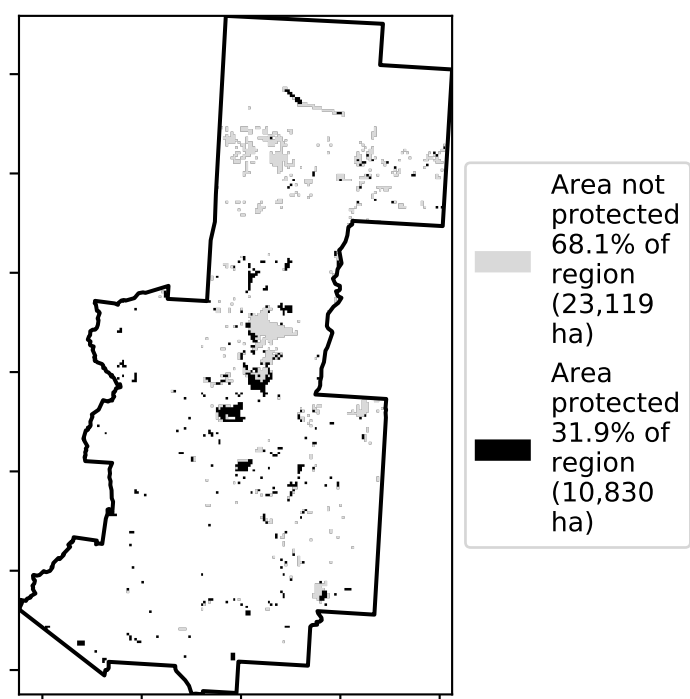 Area not
protected
68.1% of
region
(23,119
ha)
Area
protected
31.9% of
region
(10,830
ha)